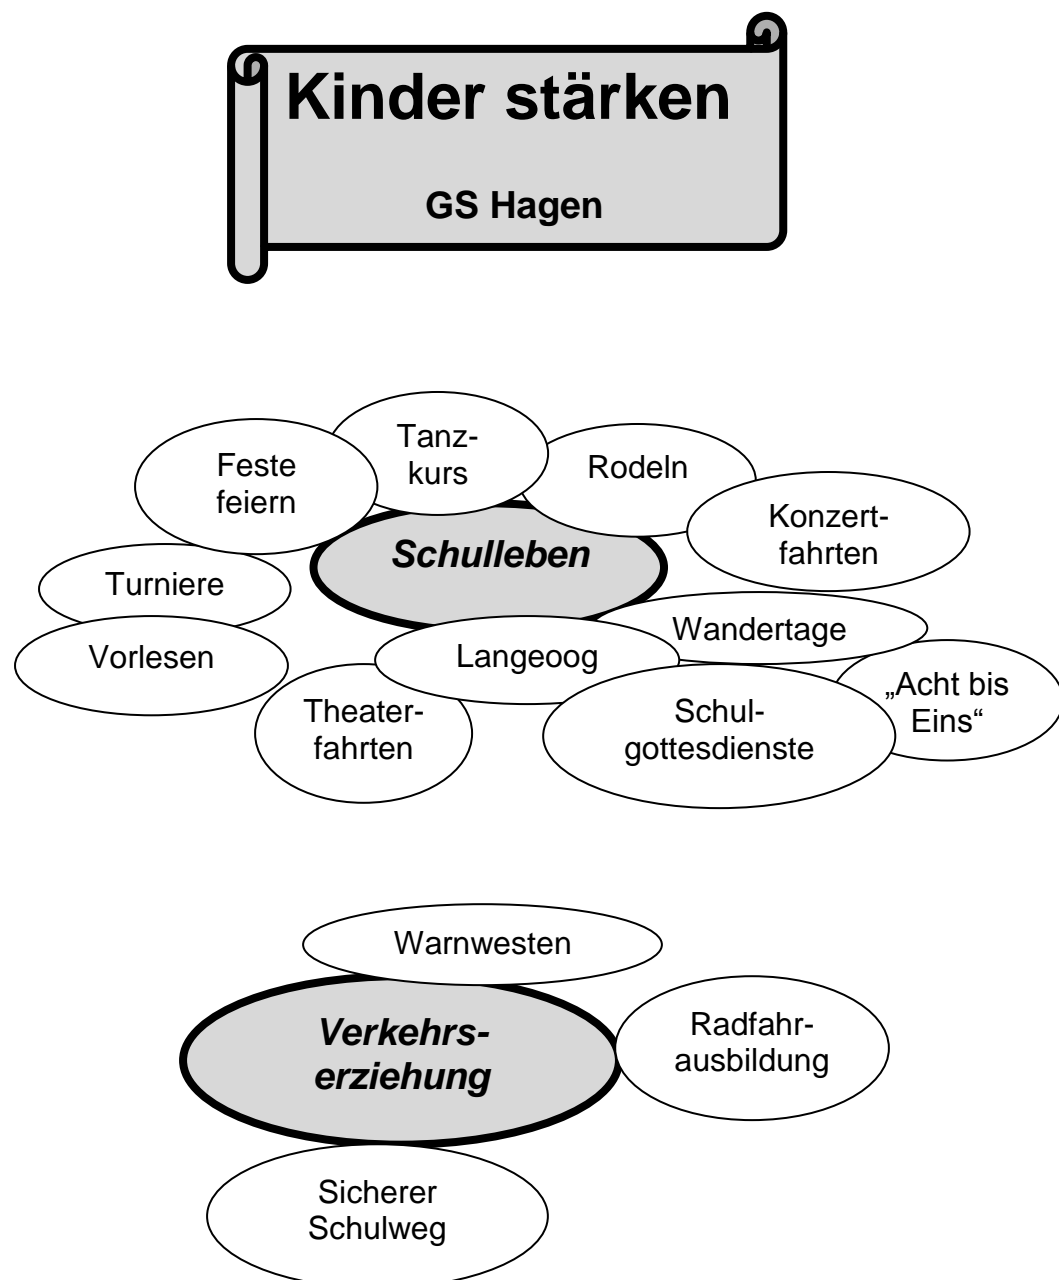 Kinder stärken
GS Hagen
Tanz-
kurs
Feste
feiern
Rodeln
Konzert-
fahrten
Schulleben
Turniere
Wandertage
Vorlesen
Langeoog
„Acht bis
Eins“
Theater-
fahrten
Schul-
gottesdienste
Warnwesten
Verkehrs-
erziehung
Radfahr-
ausbildung
Sicherer
Schulweg